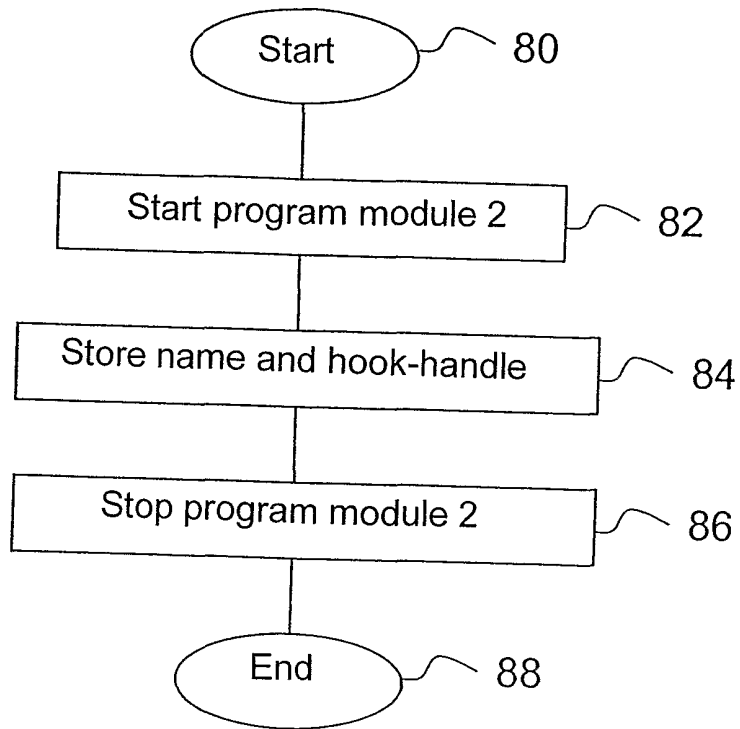 Start
80
Start program module 2
82
Store name and hook-handle
84
Stop program module 2
86
End
88